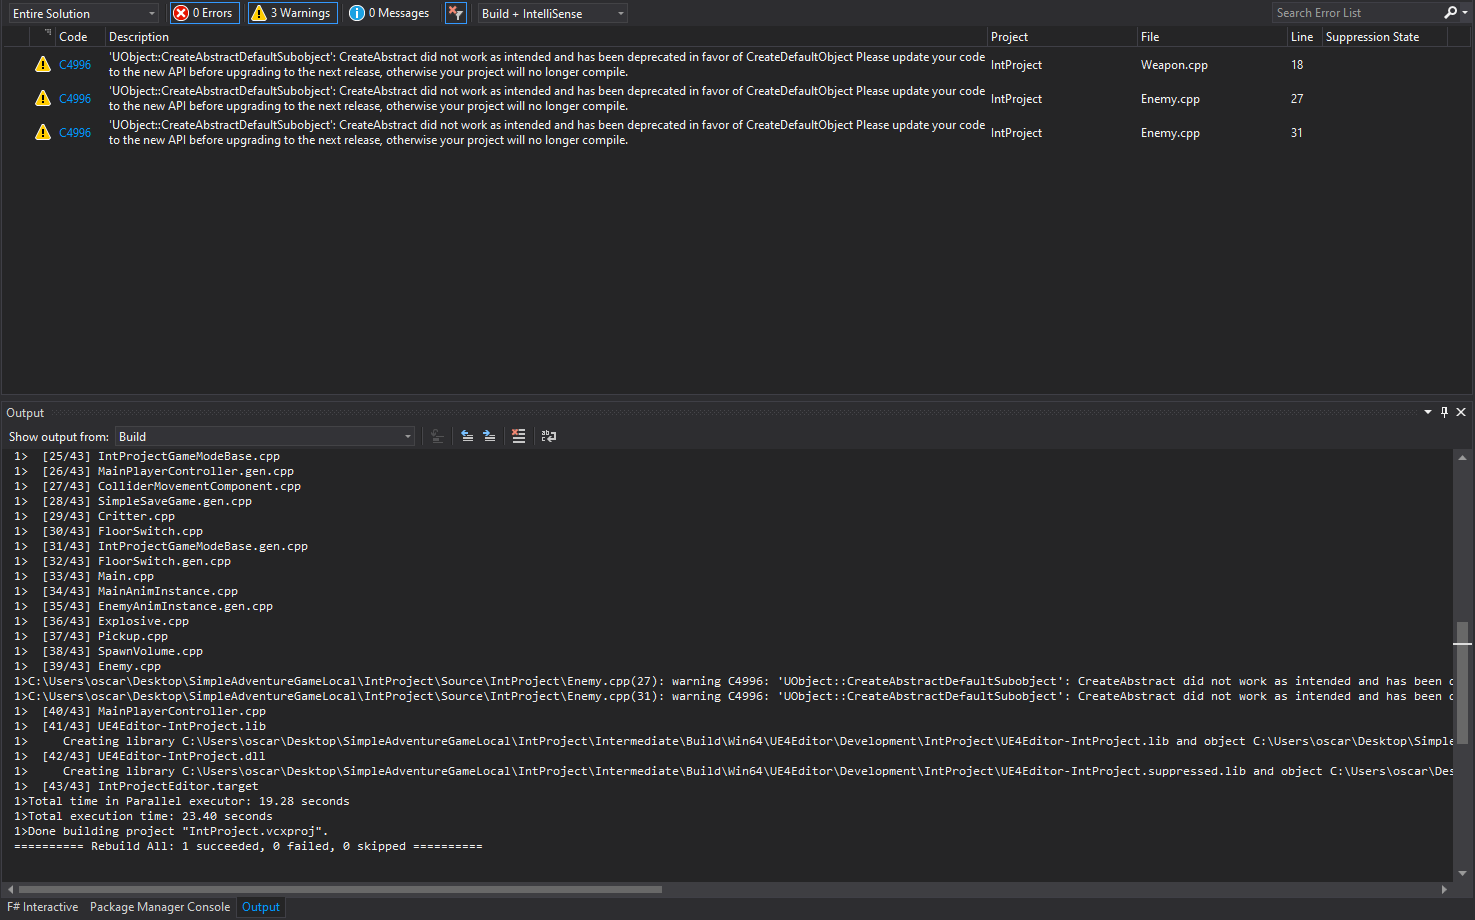 Entire Solution 0 Errors 3 Warnings 0 Messages Build + IntelliSense Search Error List
Code Description Project File Line Suppression State
C4996 'UObject::CreateAbstractDefaultSubobject': CreateAbstract did not work as intended and has been deprecated in favor of CreateDefaultObject Please update your code
to the new API before upgrading to the next release, otherwise your project will no longer compile. IntProject Weapon.cpp 18
C4996 'UObject::CreateAbstractDefaultSubobject': CreateAbstract did not work as intended and has been deprecated in favor of CreateDefaultObject Please update your code
to the new API before upgrading to the next release, otherwise your project will no longer compile. IntProject Enemy.cpp 27
C4996 'UObject::CreateAbstractDefaultSubobject': CreateAbstract did not work as intended and has been deprecated in favor of CreateDefaultObject Please update your code
to the new API before upgrading to the next release, otherwise your project will no longer compile. IntProject Enemy.cpp 31
Output
Show output from: Build
1> [25/43] IntProjectGameModeBase.cpp
1> [26/43] MainPlayerController.gen.cpp
1> [27/43] ColliderMovementComponent.cpp
1> [28/43] SimpleSaveGame.gen.cpp
1> [29/43] Critter.cpp
1> [30/43] FloorSwitch.cpp
1> [31/43] IntProjectGameModeBase.gen.cpp
1> [32/43] FloorSwitch.gen.cpp
1> [33/43] Main.cpp
1> [34/43] MainAnimInstance.cpp
1> [35/43] EnemyAnimInstance.gen.cpp
1> [36/43] Explosive.cpp
1> [37/43] Pickup.cpp
1> [38/43] SpawnVolume.cpp
1> [39/43] Enemy.cpp
1>C:\Users\oscar\Desktop\SimpleAdventureGameLocal\IntProject\Source\IntProject\Enemy.cpp(27): warning C4996: 'UObject::CreateAbstractDefaultSubobject': CreateAbstract did not work as intended and has been
1>C:\Users\oscar\Desktop\SimpleAdventureGameLocal\IntProject\Source\IntProject\Enemy.cpp(31): warning C4996: 'UObject::CreateAbstractDefaultSubobject': CreateAbstract did not work as intended and has been
1> [40/43] MainPlayerController.cpp
1> [41/43] UE4Editor-IntProject.lib
1> Creating library C:\Users\oscar\Desktop\SimpleAdventureGameLocal\IntProject\Intermediate\Build\Win64\UE4Editor\Development\IntProject\UE4Editor-IntProject.lib and object C:\Users\oscar\Desktop\Simple
1> [42/43] UE4Editor-IntProject.dll
1> Creating library C:\Users\oscar\Desktop\SimpleAdventureGameLocal\IntProject\Intermediate\Build\Win64\UE4Editor\Development\IntProject\UE4Editor-IntProject.suppressed.lib and object C:\Users\oscar\Des
1> [43/43] IntProjectEditor.target
1>Total time in Parallel executor: 19.28 seconds
1>Total execution time: 23.40 seconds
1>Done building project "IntProject.vcxproj".
========== Rebuild All: 1 succeeded, 0 failed, 0 skipped ==========
F# Interactive Package Manager Console Output